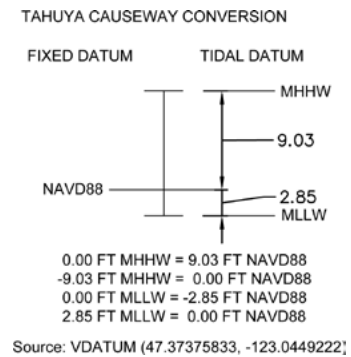 TAHUYA CAUSEWAY CONVERSION
FIXED DATUM TIDAL DATUM
MHHW
9.03
NAVD88
2.85
MLLW
0.00 FT MHHW = 9.03 FT NAVD88
-9.03 FT MHHW = 0.00 FT NAVD88
0.00 FT MLLW = -2.85 FT NAVD88
2.85 FT MLLW = 0.00 FT NAVD88
Source: VDATUM (47.37375833, -123.0449222)